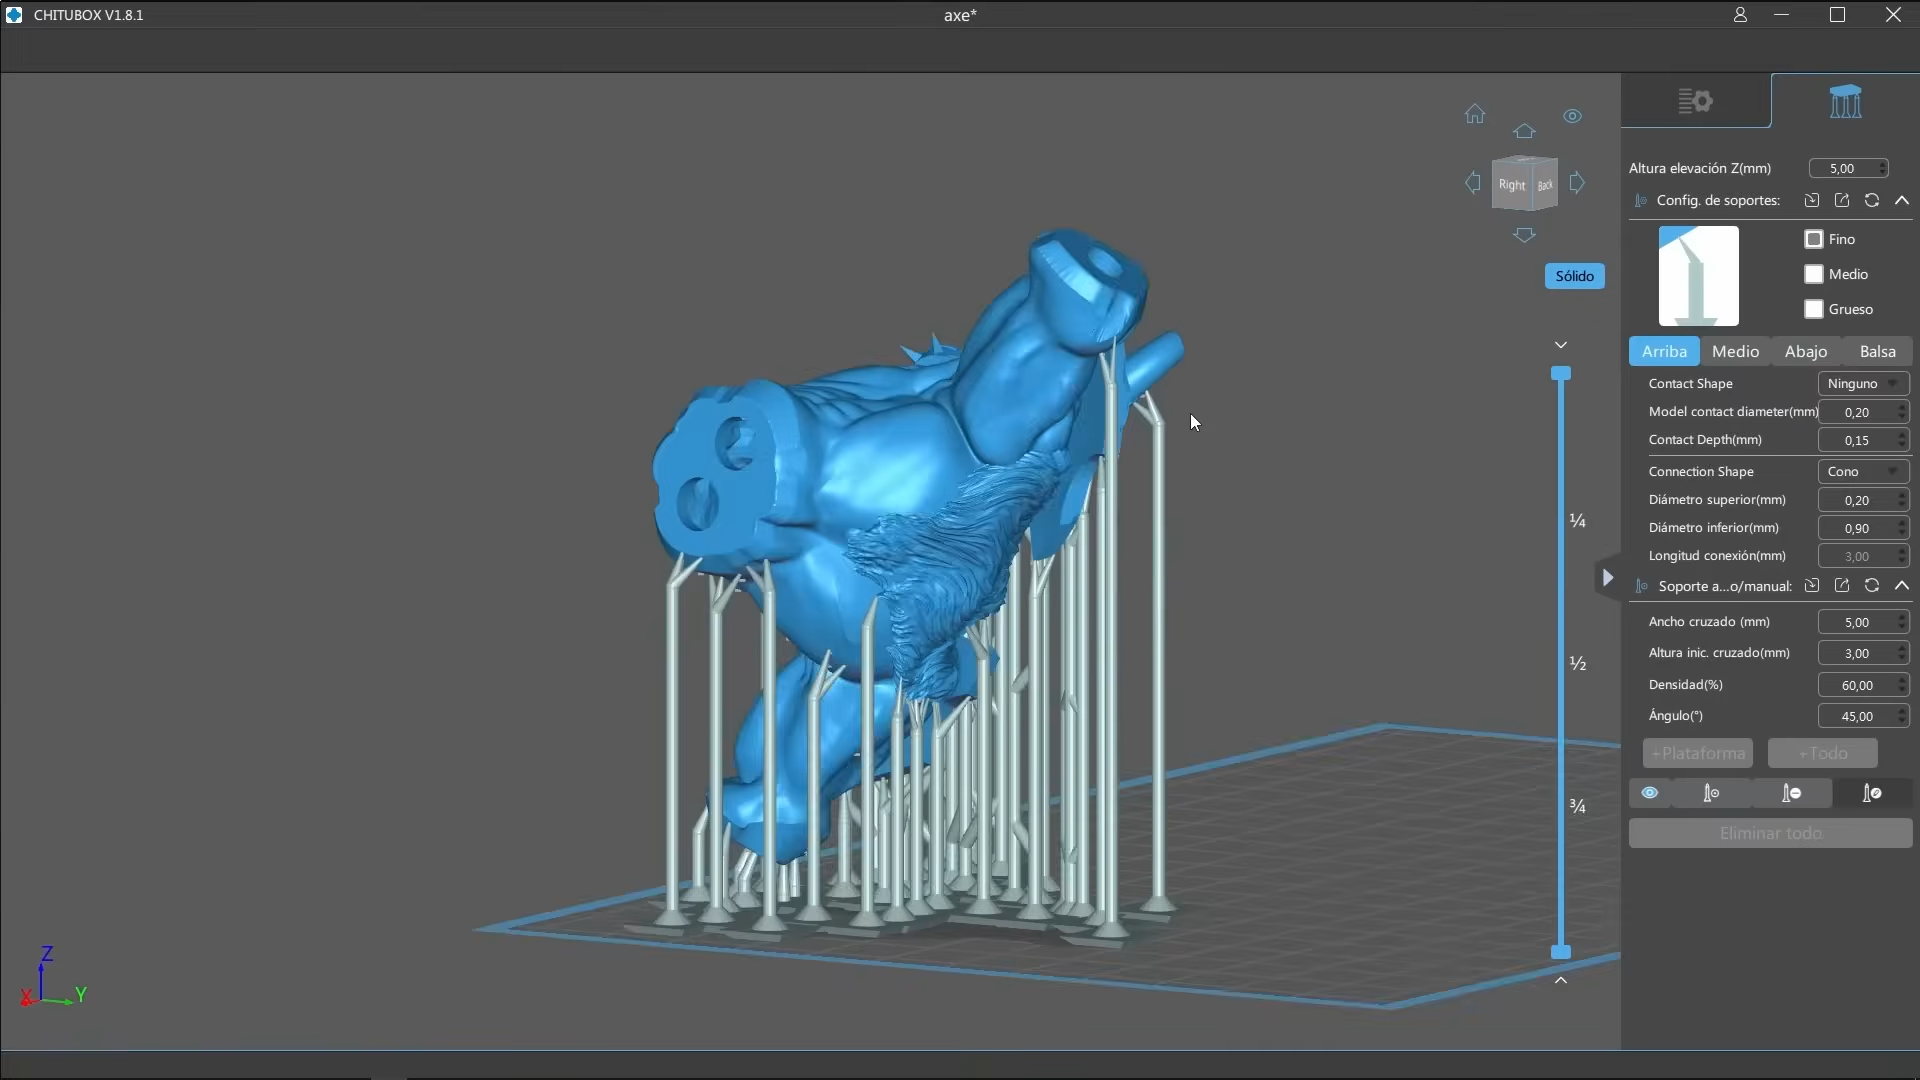 CHITUBOX V1.8.1
axe*
Right
Back
Sólido
¼
½
¾
Z
X
Y
Altura elevación Z(mm) 5,00
Config. de soportes:
Fino
Medio
Grueso
Arriba Medio Abajo Balsa
Contact Shape Ninguno
Model contact diameter(mm) 0,20
Contact Depth(mm) 0,15
Connection Shape Cono
Diámetro superior(mm) 0,20
Diámetro inferior(mm) 0,90
Longitud conexión(mm) 3,00
Soporte a...o/manual:
Ancho cruzado (mm) 5,00
Altura inic. cruzado(mm) 3,00
Densidad(%) 60,00
Ángulo(°) 45,00
+Plataforma +Todo
Eliminar todo